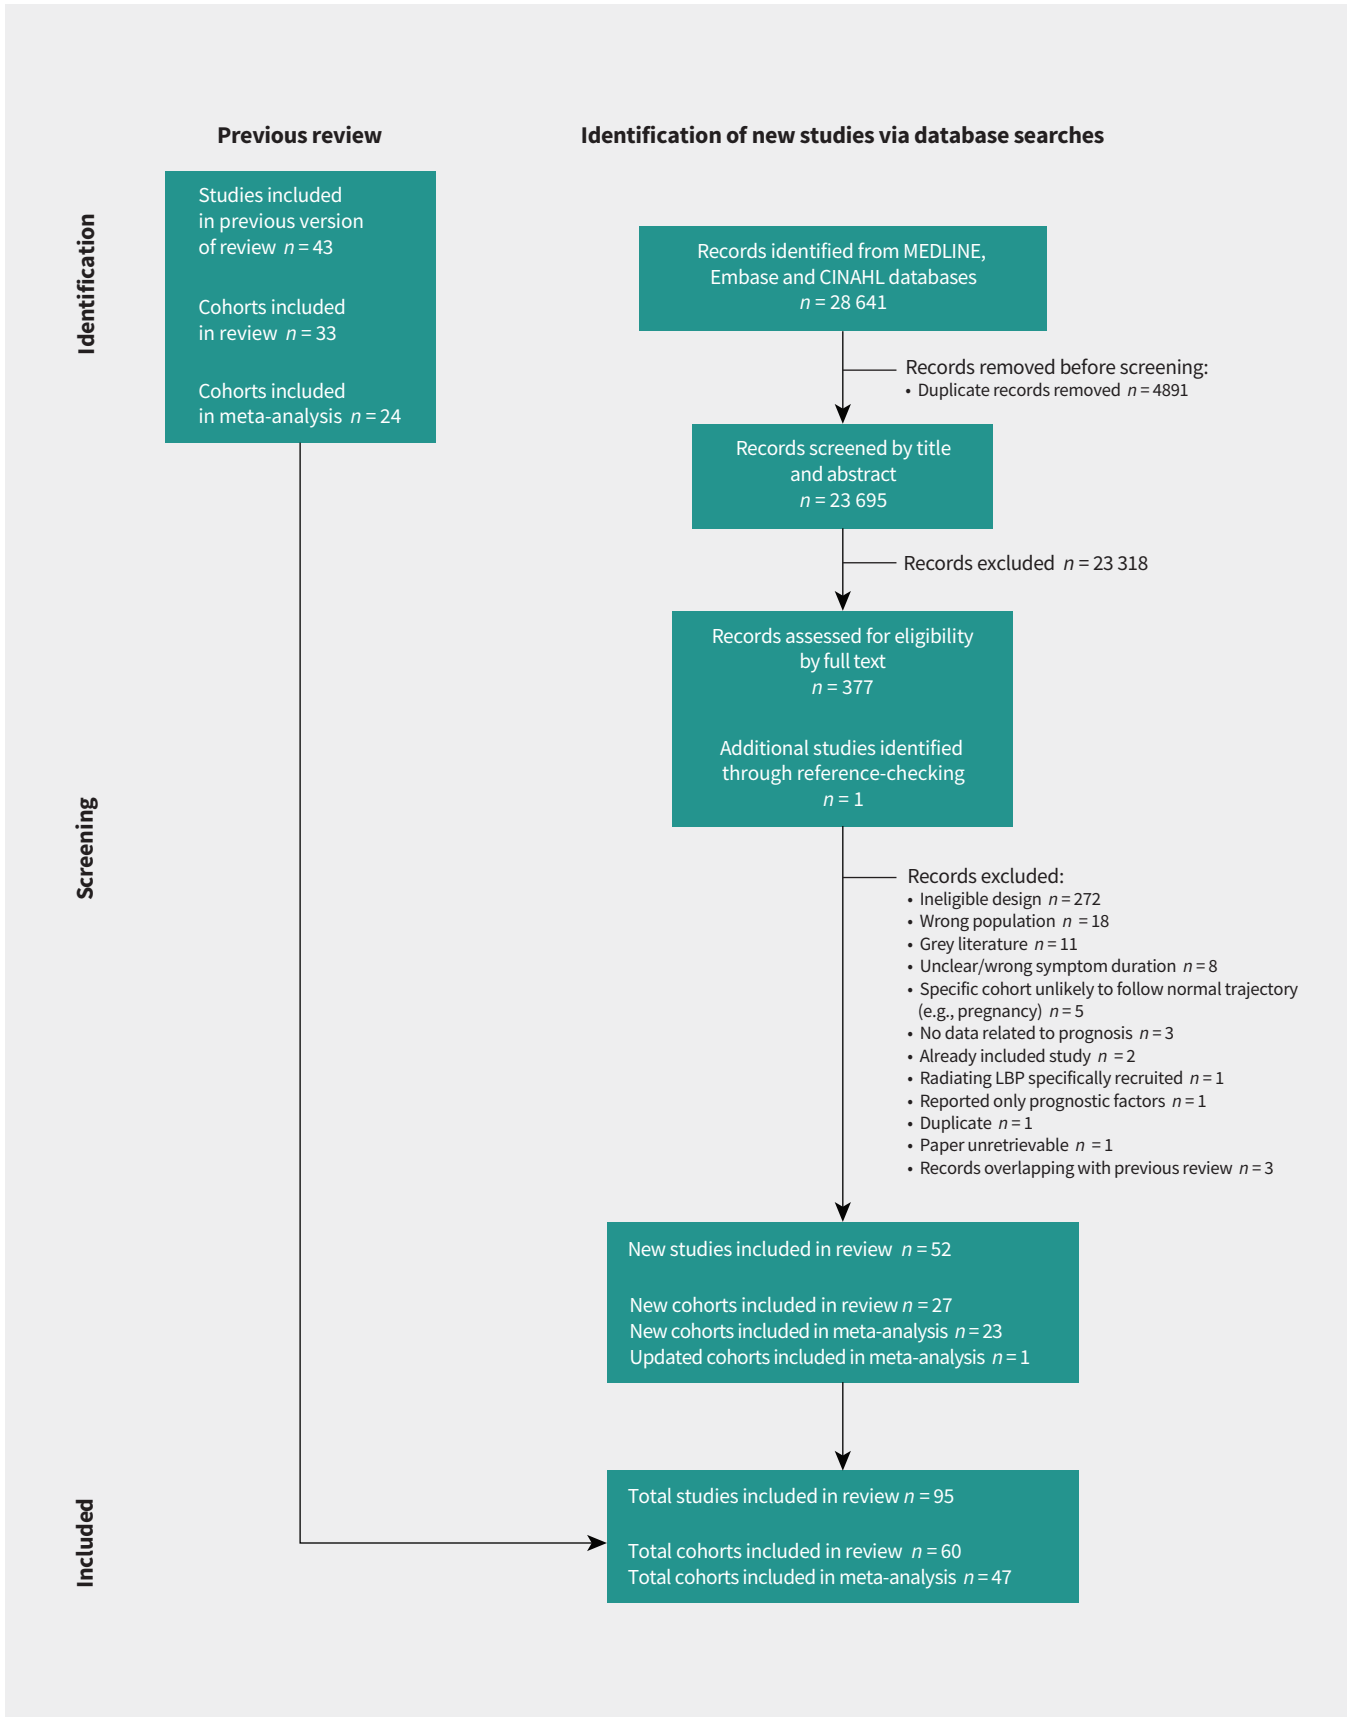 Previous review
Identification of new studies via database searches
Identification
Studies included
in previous version
of review n = 43
Cohorts included
in review n = 33
Cohorts included
in meta-analysis n = 24
Records identified from MEDLINE,
Embase and CINAHL databases
n = 28 641
Records removed before screening:
• Duplicate records removed n = 4891
Screening
Records screened by title
and abstract
n = 23 695
Records excluded n = 23 318
Records assessed for eligibility
by full text
n = 377
Additional studies identified
through reference-checking
n = 1
Records excluded:
• Ineligible design n = 272
• Wrong population n = 18
• Grey literature n = 11
• Unclear/wrong symptom duration n = 8
• Specific cohort unlikely to follow normal trajectory
(e.g., pregnancy) n = 5
• No data related to prognosis n = 3
• Already included study n = 2
• Radiating LBP specifically recruited n = 1
• Reported only prognostic factors n = 1
• Duplicate n = 1
• Paper unretrievable n = 1
• Records overlapping with previous review n = 3
New studies included in review n = 52
New cohorts included in review n = 27
New cohorts included in meta-analysis n = 23
Updated cohorts included in meta-analysis n = 1
Included
Total studies included in review n = 95
Total cohorts included in review n = 60
Total cohorts included in meta-analysis n = 47